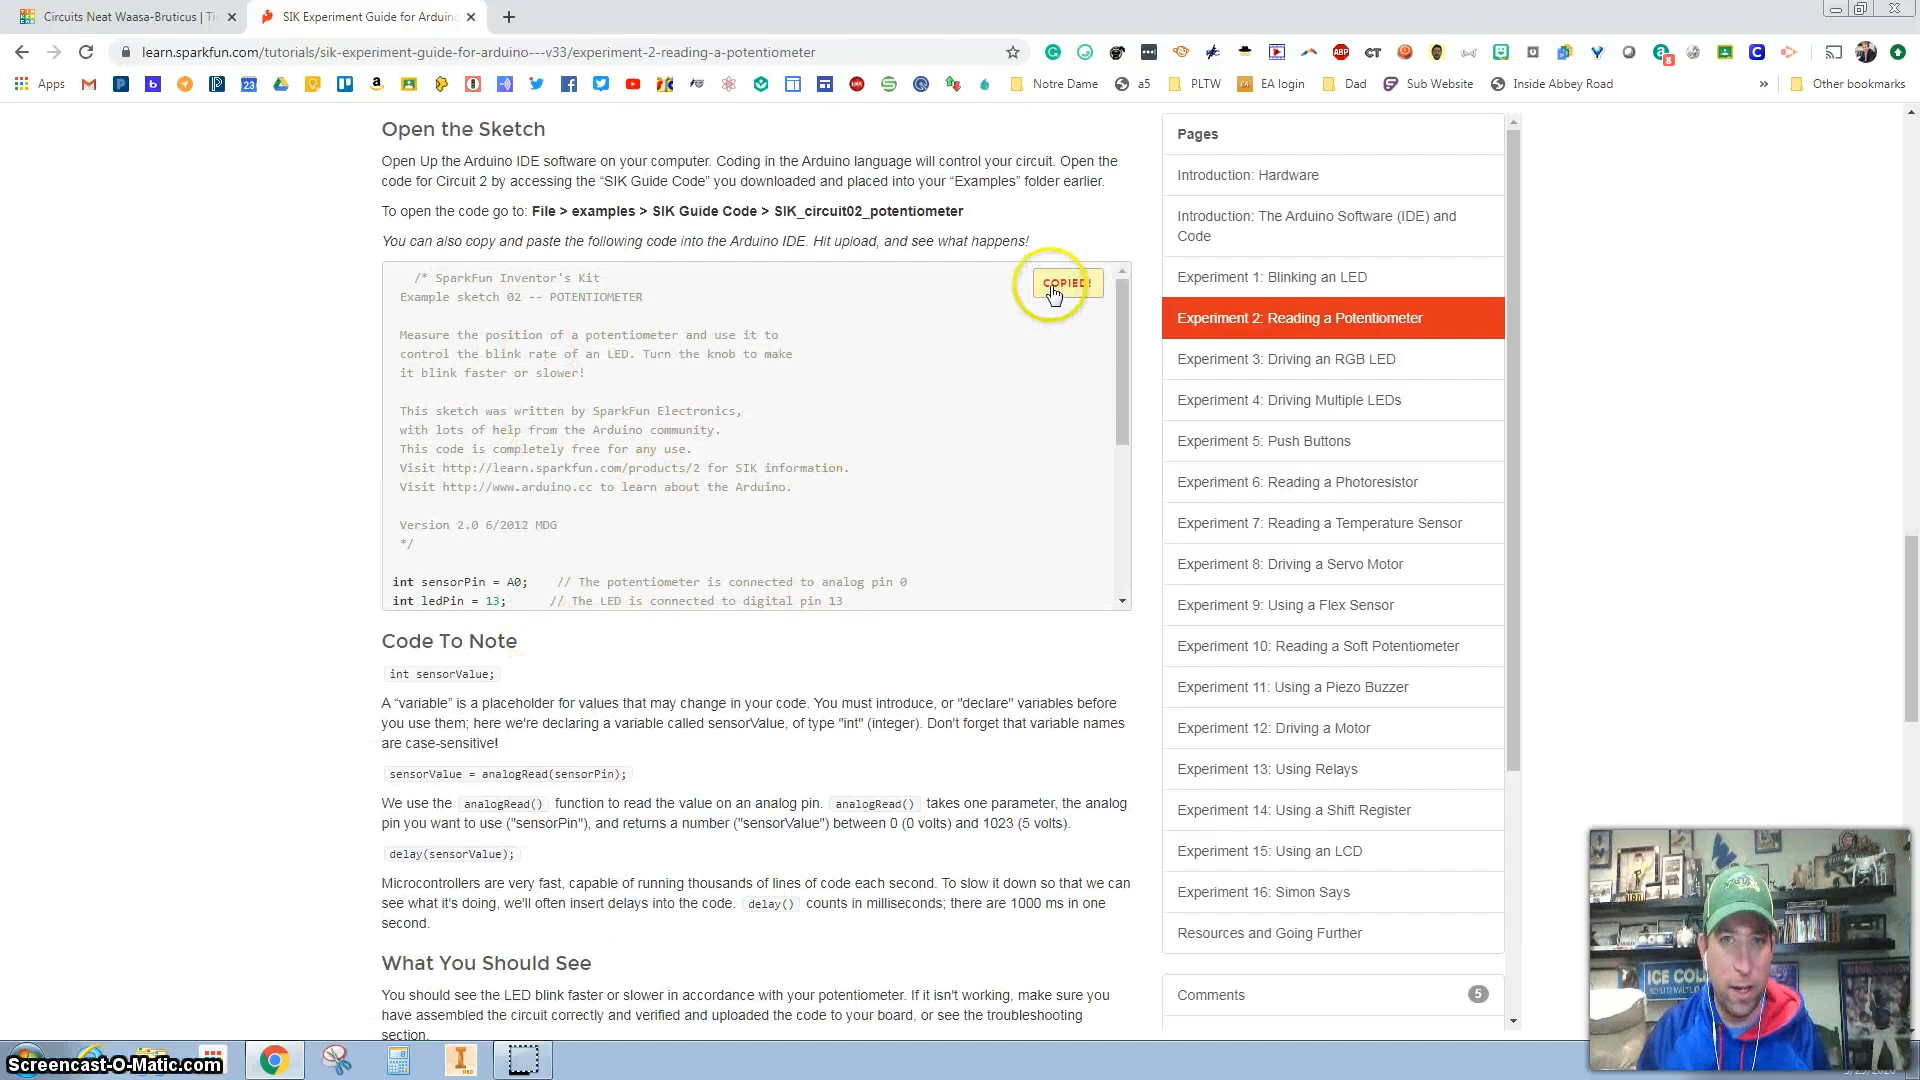 Circuits Neat Waasa-Bruticus | Ti
SIK Experiment Guide for Arduino
learn.sparkfun.com/tutorials/sik-experiment-guide-for-arduino---v33/experiment-2-reading-a-potentiometer
Apps
Notre Dame
a5
PLTW
EA login
Dad
Sub Website
Inside Abbey Road
»
Other bookmarks
Open the Sketch
Open Up the Arduino IDE software on your computer. Coding in the Arduino language will control your circuit. Open the
code for Circuit 2 by accessing the “SIK Guide Code” you downloaded and placed into your “Examples” folder earlier.
To open the code go to: File > examples > SIK Guide Code > SIK_circuit02_potentiometer
You can also copy and paste the following code into the Arduino IDE. Hit upload, and see what happens!
COPIED!
/* SparkFun Inventor's Kit
Example sketch 02 -- POTENTIOMETER
Measure the position of a potentiometer and use it to
control the blink rate of an LED. Turn the knob to make
it blink faster or slower!
This sketch was written by SparkFun Electronics,
with lots of help from the Arduino community.
This code is completely free for any use.
Visit http://learn.sparkfun.com/products/2 for SIK information.
Visit http://www.arduino.cc to learn about the Arduino.
Version 2.0 6/2012 MDG
*/
int sensorPin = A0;    // The potentiometer is connected to analog pin 0
int ledPin = 13;      // The LED is connected to digital pin 13
Code To Note
int sensorValue;
A “variable” is a placeholder for values that may change in your code. You must introduce, or "declare" variables before
you use them; here we're declaring a variable called sensorValue, of type "int" (integer). Don't forget that variable names
are case-sensitive!
sensorValue = analogRead(sensorPin);
We use the analogRead() function to read the value on an analog pin. analogRead() takes one parameter, the analog
pin you want to use ("sensorPin"), and returns a number ("sensorValue") between 0 (0 volts) and 1023 (5 volts).
delay(sensorValue);
Microcontrollers are very fast, capable of running thousands of lines of code each second. To slow it down so that we can
see what it's doing, we'll often insert delays into the code. delay() counts in milliseconds; there are 1000 ms in one
second.
What You Should See
You should see the LED blink faster or slower in accordance with your potentiometer. If it isn't working, make sure you
have assembled the circuit correctly and verified and uploaded the code to your board, or see the troubleshooting
section.
Pages
Introduction: Hardware
Introduction: The Arduino Software (IDE) and
Code
Experiment 1: Blinking an LED
Experiment 2: Reading a Potentiometer
Experiment 3: Driving an RGB LED
Experiment 4: Driving Multiple LEDs
Experiment 5: Push Buttons
Experiment 6: Reading a Photoresistor
Experiment 7: Reading a Temperature Sensor
Experiment 8: Driving a Servo Motor
Experiment 9: Using a Flex Sensor
Experiment 10: Reading a Soft Potentiometer
Experiment 11: Using a Piezo Buzzer
Experiment 12: Driving a Motor
Experiment 13: Using Relays
Experiment 14: Using a Shift Register
Experiment 15: Using an LCD
Experiment 16: Simon Says
Resources and Going Further
Comments
5
ICE COL
Screencast-O-Matic.com